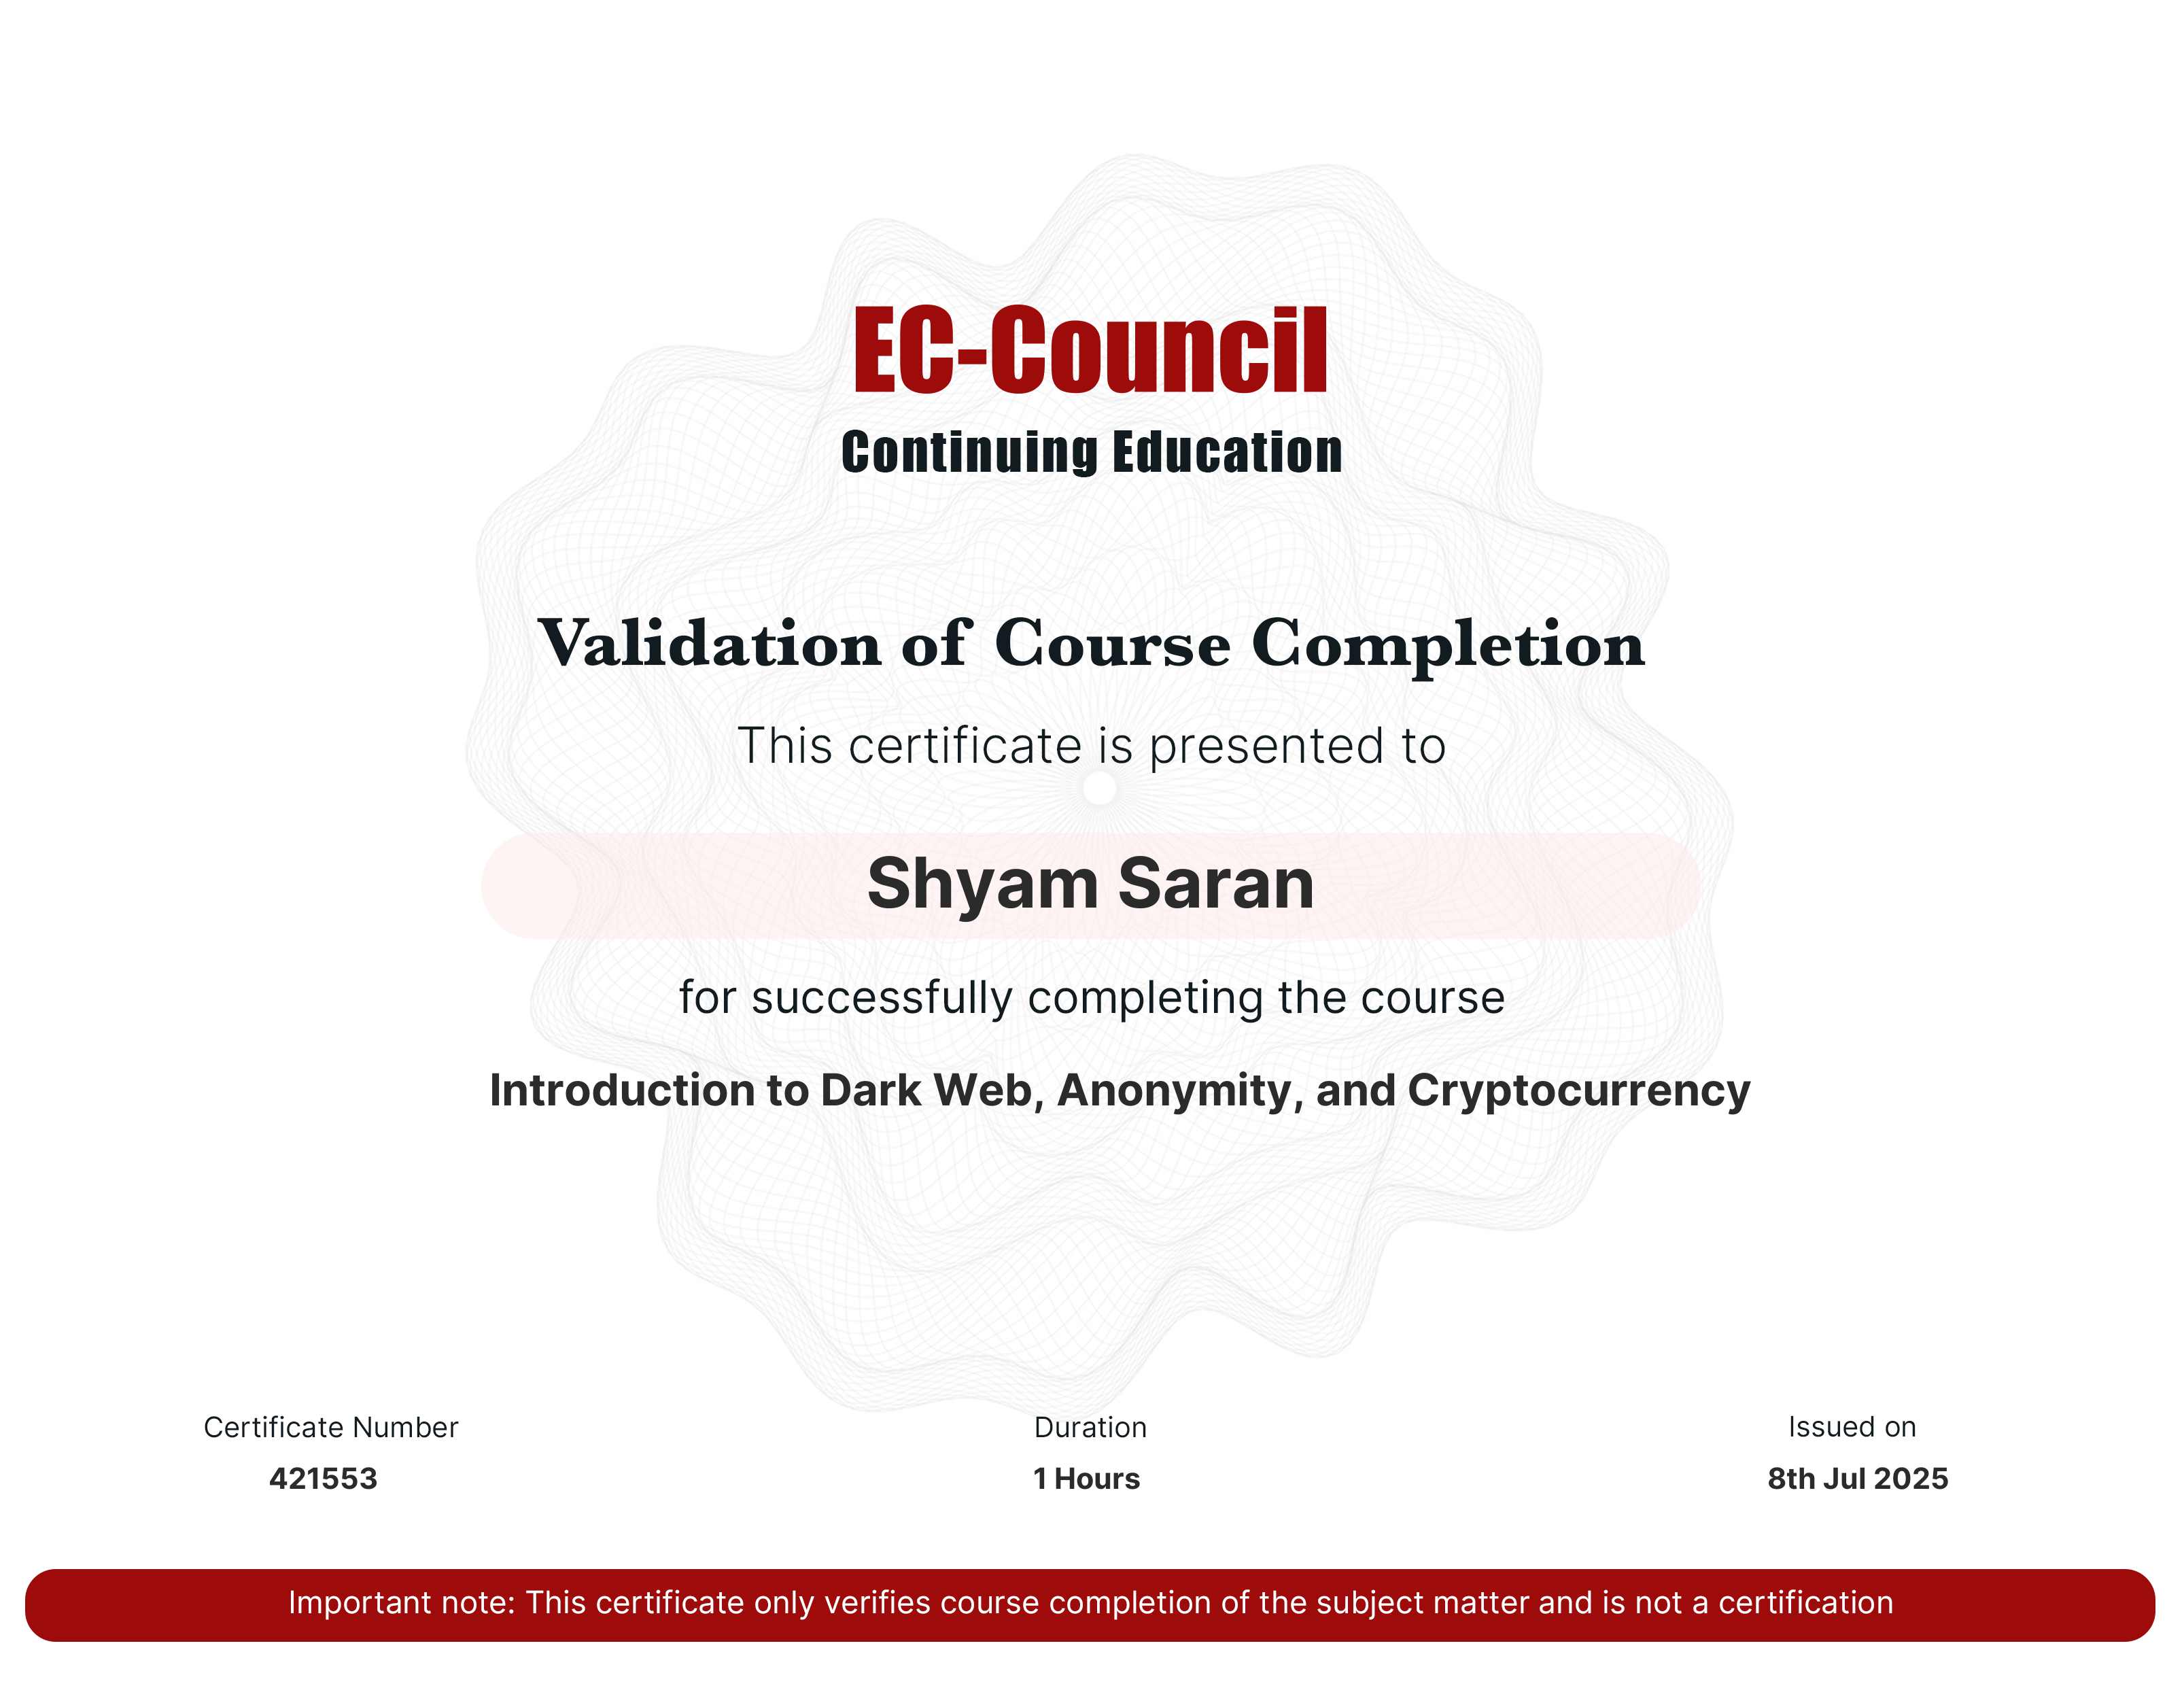 EC-Council
Continuing Education
Validation of Course Completion
This certificate is presented to
Shyam Saran
for successfully completing the course
Introduction to Dark Web, Anonymity, and Cryptocurrency
Certificate Number
421553
Duration
1 Hours
Issued on
8th Jul 2025
Important note: This certificate only verifies course completion of the subject matter and is not a certification